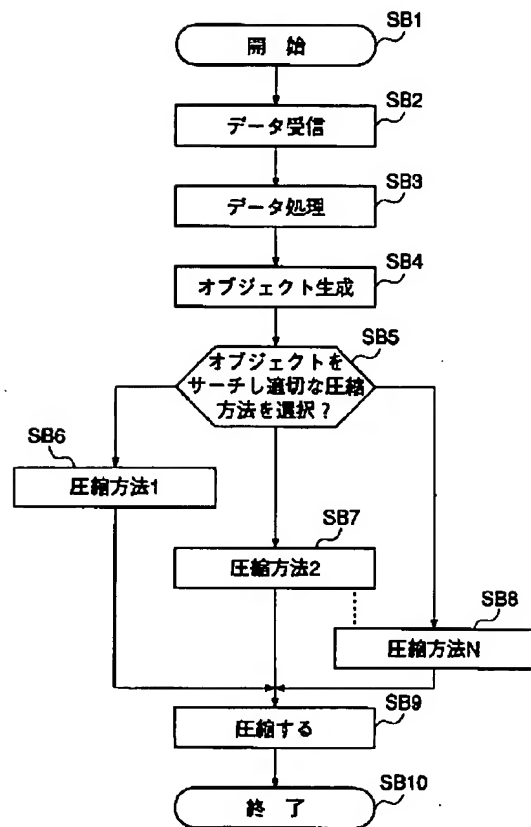 SB1
開 始
SB2
データ受信
SB3
データ処理
SB4
オブジェクト生成
SB5
オブジェクトを
サーチし適切な圧縮
方法を選択?
SB6
圧縮方法1
SB7
圧縮方法2
SB8
圧縮方法N
SB9
圧縮する
SB10
終 了